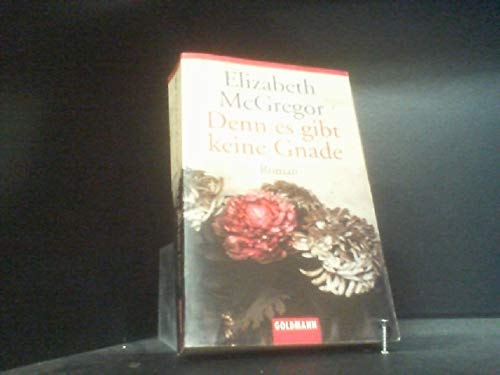 Elizabeth
McGregor
Denn es gibt
keine Gnade
Roman
GOLDMANN